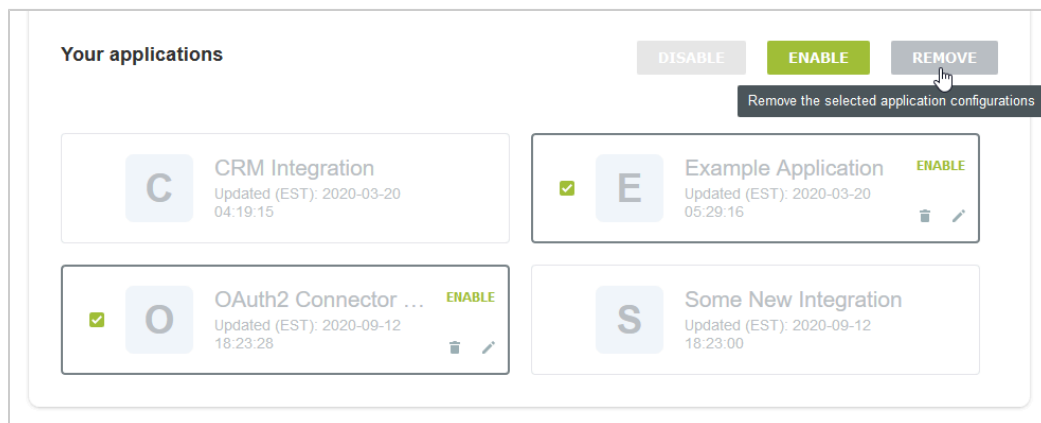 Your applications
DISABLE
ENABLE
REMOVE
Remove the selected application configurations
C
CRM Integration
Updated (EST): 2020-03-20
04:19:15
E
Example Application
ENABLE
Updated (EST): 2020-03-20
05:29:16
O
OAuth2 Connector ...
ENABLE
Updated (EST): 2020-09-12
18:23:28
S
Some New Integration
Updated (EST): 2020-09-12
18:23:00